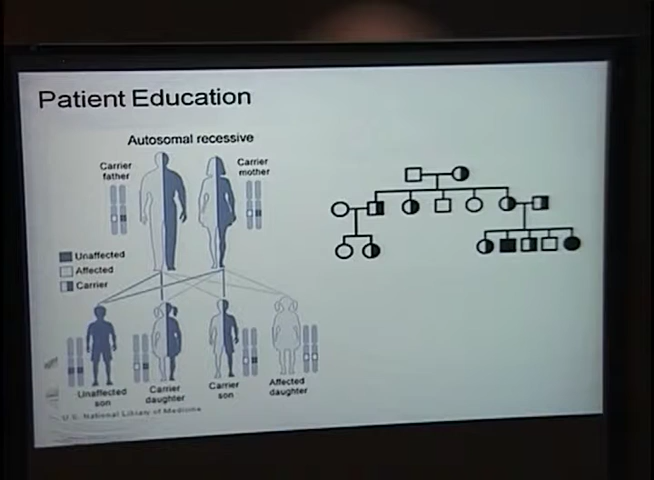 Patient Education
Autosomal recessive
Carrier
father
Carrier
mother
Unaffected
Affected
Carrier
Unaffected
son
Carrier
daughter
Carrier
son
Affected
daughter
U.S. National Library of Medicine